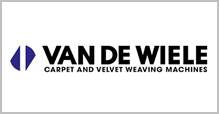 VAN DE WIELE
CARPET AND VELVET WEAVING MACHINES